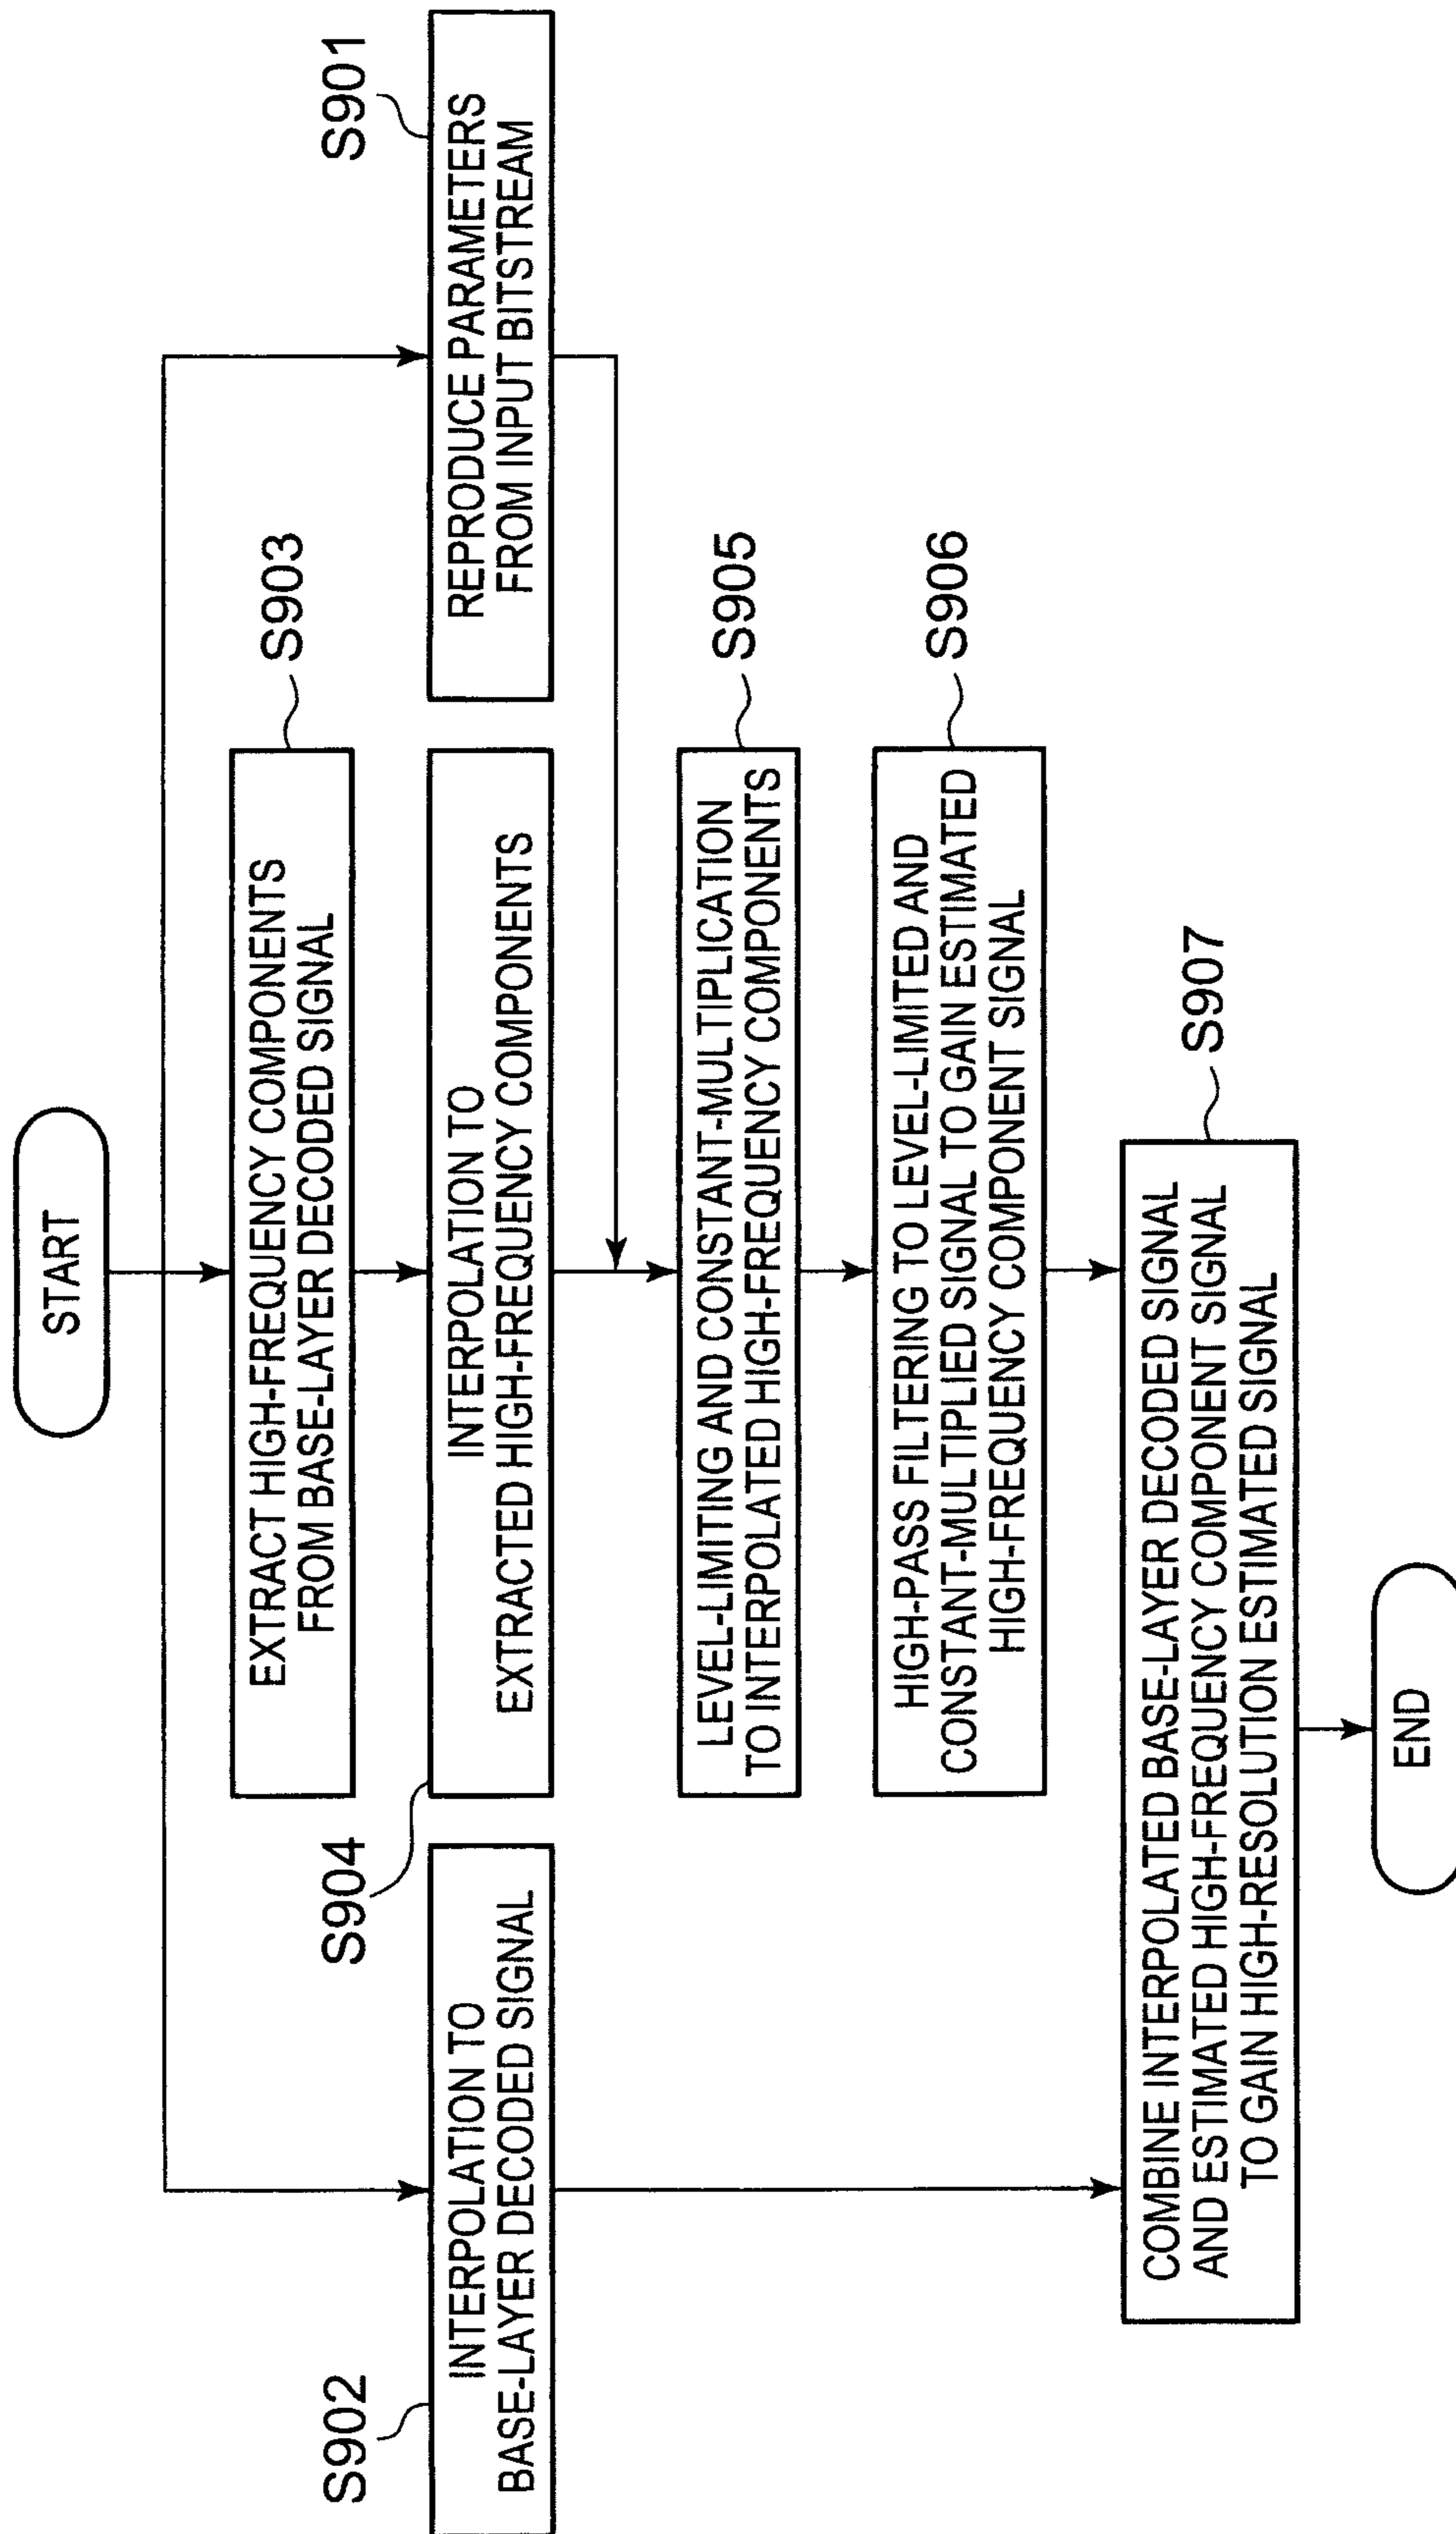 START
S903
EXTRACT HIGH-FREQUENCY COMPONENTS
FROM BASE-LAYER DECODED SIGNAL
S902
INTERPOLATION TO
BASE-LAYER DECODED SIGNAL
S904
INTERPOLATION TO
EXTRACTED HIGH-FREQUENCY COMPONENTS
S901
REPRODUCE PARAMETERS
FROM INPUT BITSTREAM
S905
LEVEL-LIMITING AND CONSTANT-MULTIPLICATION
TO INTERPOLATED HIGH-FREQUENCY COMPONENTS
S906
HIGH-PASS FILTERING TO LEVEL-LIMITED AND
CONSTANT-MULTIPLIED SIGNAL TO GAIN ESTIMATED
HIGH-FREQUENCY COMPONENT SIGNAL
S907
COMBINE INTERPOLATED BASE-LAYER DECODED SIGNAL
AND ESTIMATED HIGH-FREQUENCY COMPONENT SIGNAL
TO GAIN HIGH-RESOLUTION ESTIMATED SIGNAL
END